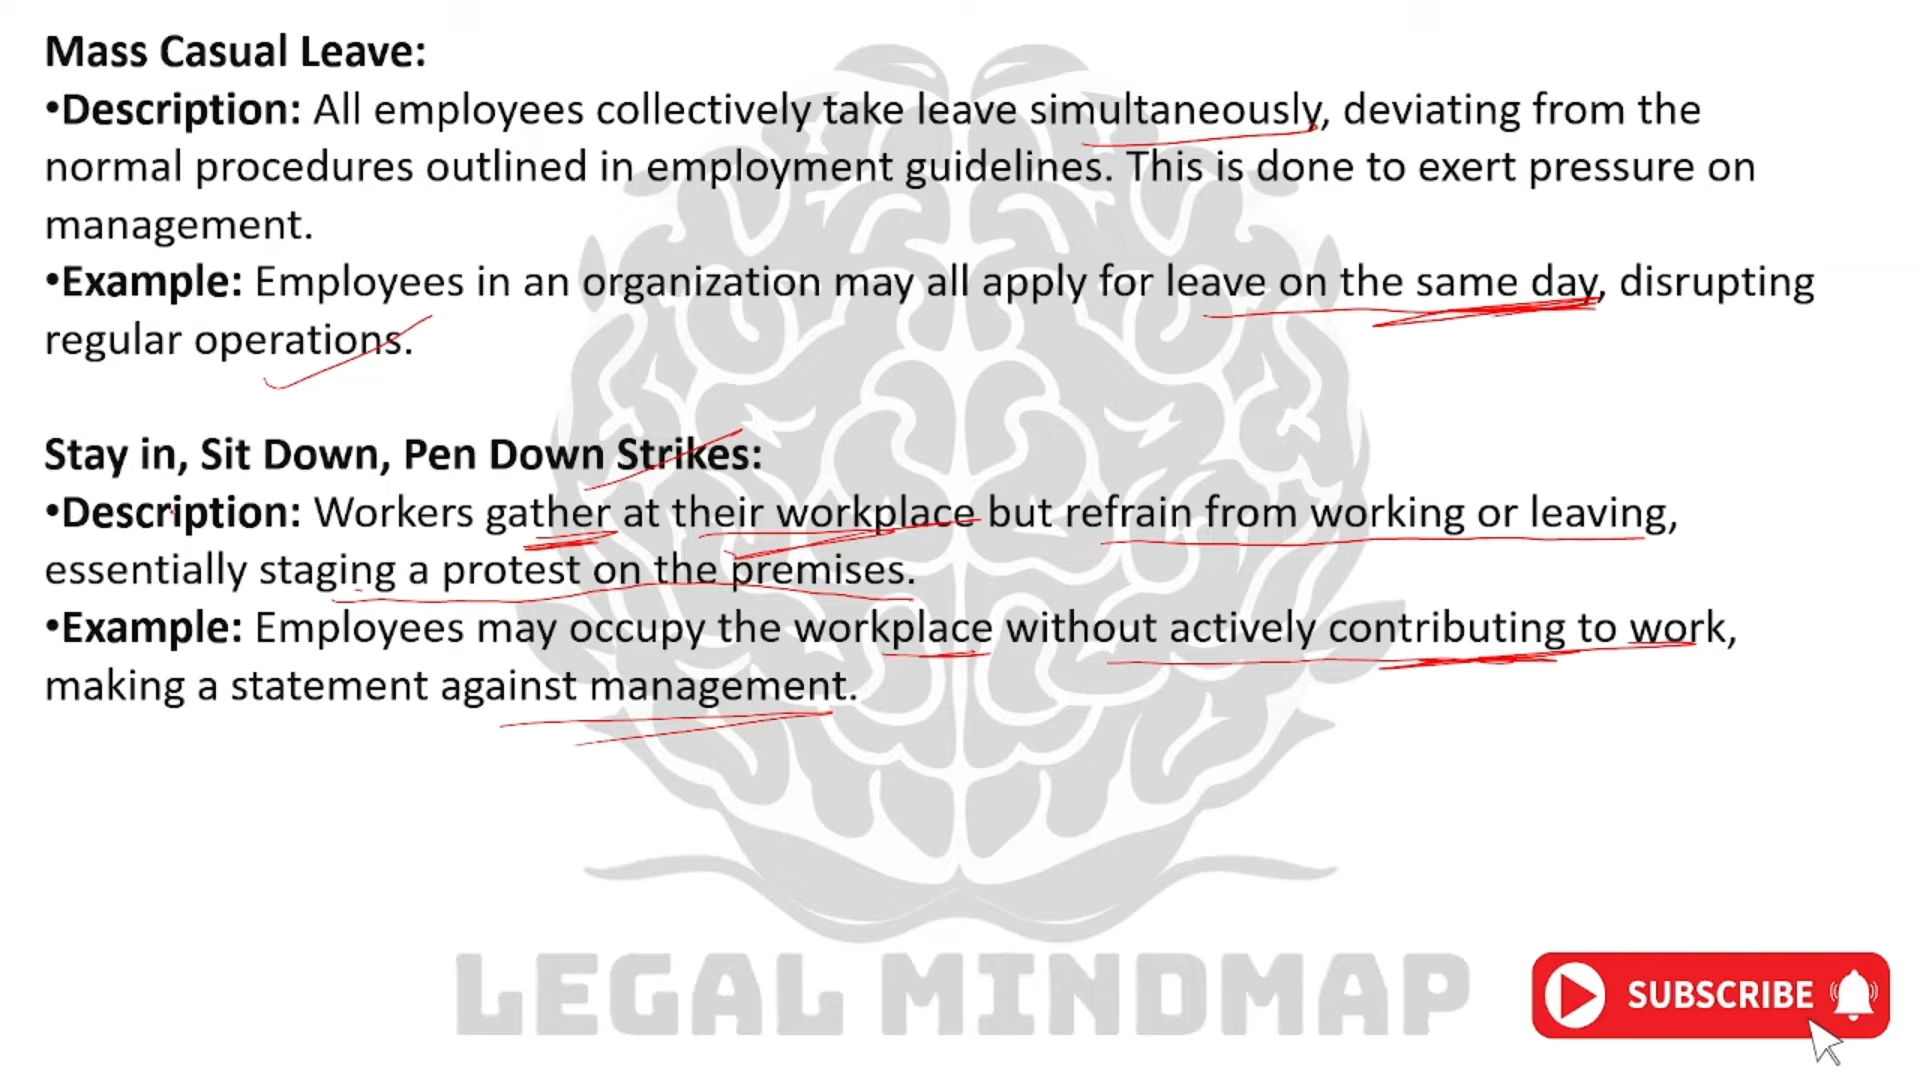 Mass Casual Leave:
•Description: All employees collectively take leave simultaneously, deviating from the
normal procedures outlined in employment guidelines. This is done to exert pressure on
management.
•Example: Employees in an organization may all apply for leave on the same day, disrupting
regular operations.
Stay in, Sit Down, Pen Down Strikes:
•Description: Workers gather at their workplace but refrain from working or leaving,
essentially staging a protest on the premises.
•Example: Employees may occupy the workplace without actively contributing to work,
making a statement against management.
LEGAL MINDMAP
SUBSCRIBE